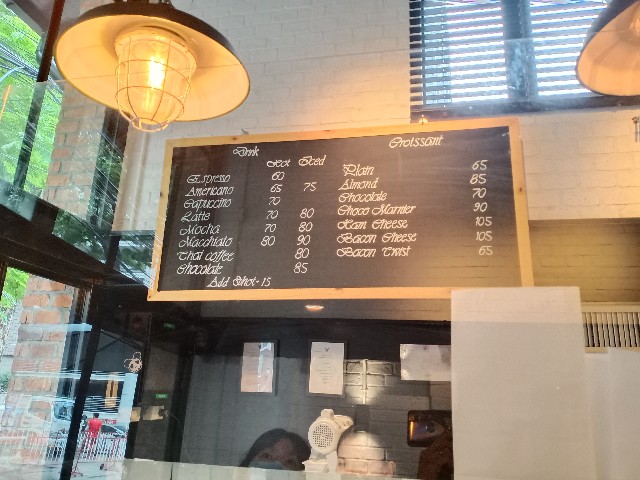 Drink
Hot Iced
Espresso 60
Americano 65 75
Capuccino 70
Latte 70 80
Mocha 70 80
Macchiato 80 90
Thai coffee 80
Chocolate 85
Add Shot+15
Croissant
Plain 65
Almond 85
Chocolate 70
Choco Marnier 90
Ham Cheese 105
Bacon Cheese 105
Bacon Twist 65